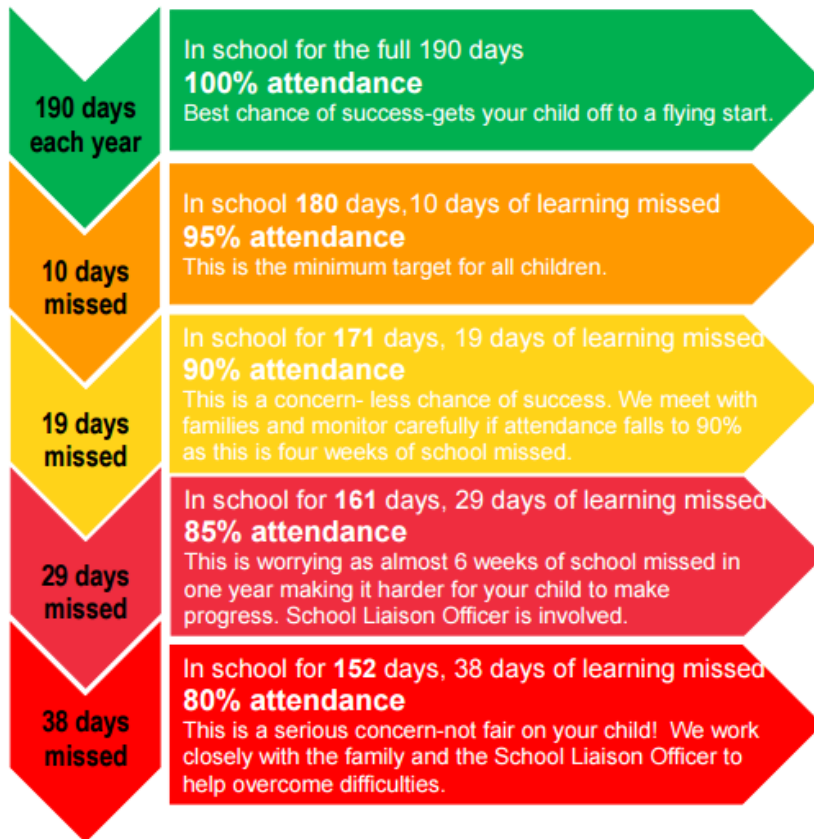 190 days
each year
In school for the full 190 days
100% attendance
Best chance of success-gets your child off to a flying start.
10 days
missed
In school 180 days,10 days of learning missed
95% attendance
This is the minimum target for all children.
19 days
missed
In school for 171 days, 19 days of learning missed
90% attendance
This is a concern- less chance of success. We meet with
families and monitor carefully if attendance falls to 90%
as this is four weeks of school missed.
29 days
missed
In school for 161 days, 29 days of learning missed
85% attendance
This is worrying as almost 6 weeks of school missed in
one year making it harder for your child to make
progress. School Liaison Officer is involved.
38 days
missed
In school for 152 days, 38 days of learning missed
80% attendance
This is a serious concern-not fair on your child!  We work
closely with the family and the School Liaison Officer to
help overcome difficulties.